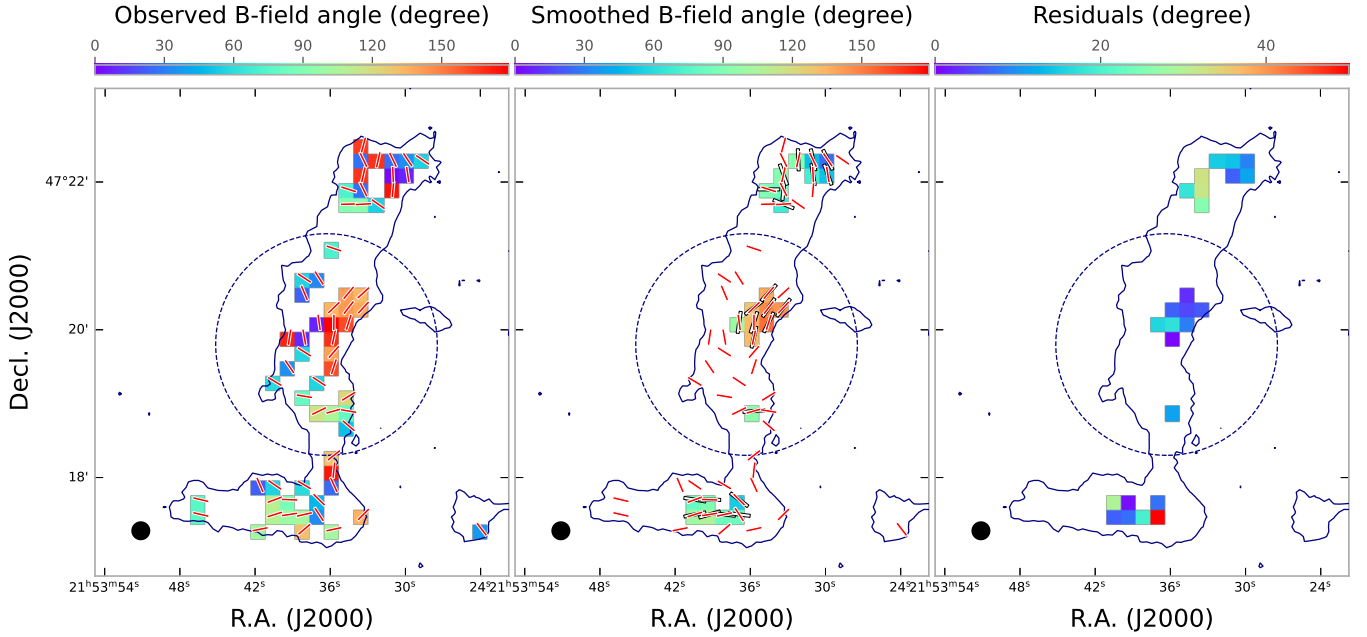 Observed B-field angle (degree)
Smoothed B-field angle (degree)
Residuals (degree)
0 30 60 90 120 150
0 30 60 90 120 150
0 20 40
47°22'
20'
18'
Decl. (J2000)
21ʰ53ᵐ54ˢ 48ˢ 42ˢ 36ˢ 30ˢ 24ˢ
21ʰ53ᵐ54ˢ 48ˢ 42ˢ 36ˢ 30ˢ 24ˢ
21ʰ53ᵐ54ˢ 48ˢ 42ˢ 36ˢ 30ˢ 24ˢ
R.A. (J2000)
R.A. (J2000)
R.A. (J2000)